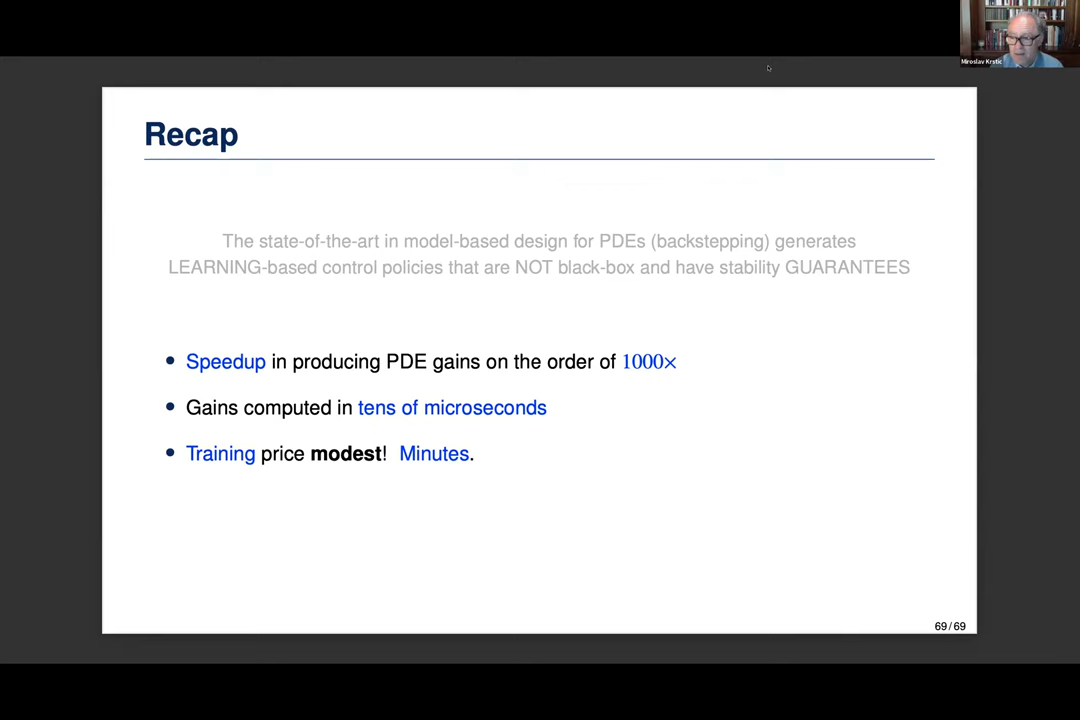 Miroslav Krstic
Recap
The state-of-the-art in model-based design for PDEs (backstepping) generates
LEARNING-based control policies that are NOT black-box and have stability GUARANTEES
• Speedup in producing PDE gains on the order of 1000×
• Gains computed in tens of microseconds
• Training price modest! Minutes.
69/69